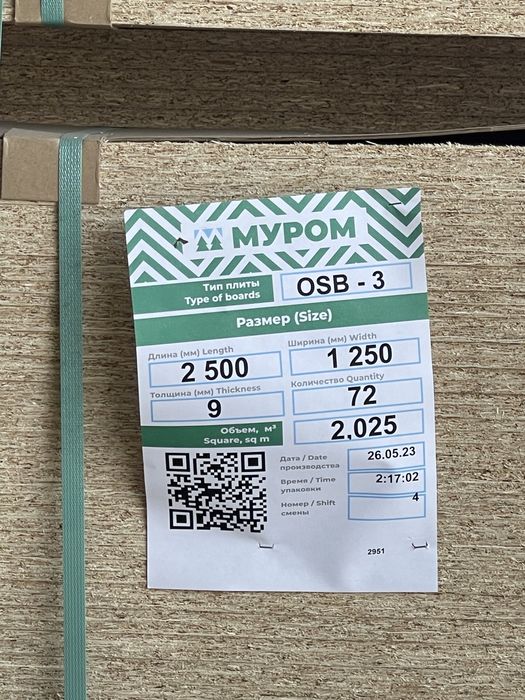 МУРОМ
Тип плиты
Type of boards
OSB - 3
Размер (Size)
Длина (мм) Length
Ширина (мм) Width
2 500
1 250
Толщина (мм) Thickness
Количество Quantity
9
72
Объем, м³
Square, sq m
2,025
Дата / Date
производства
26.05.23
Время / Time
упаковки
2:17:02
Номер / Shift
смены
4
2951